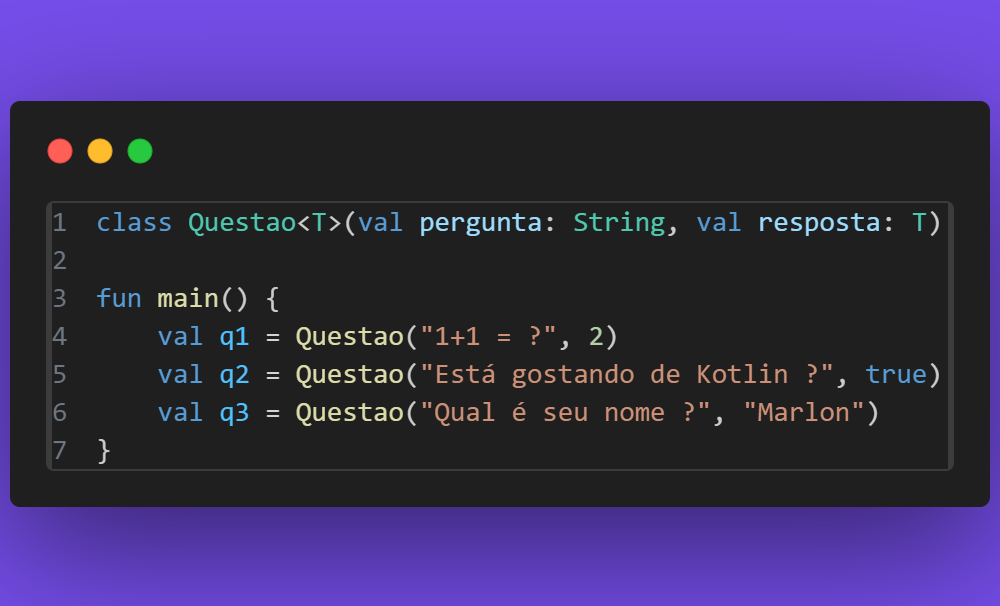 1 class Questao<T>(val pergunta: String, val resposta: T)
2
3 fun main() {
4     val q1 = Questao("1+1 = ?", 2)
5     val q2 = Questao("Está gostando de Kotlin ?", true)
6     val q3 = Questao("Qual é seu nome ?", "Marlon")
7 }